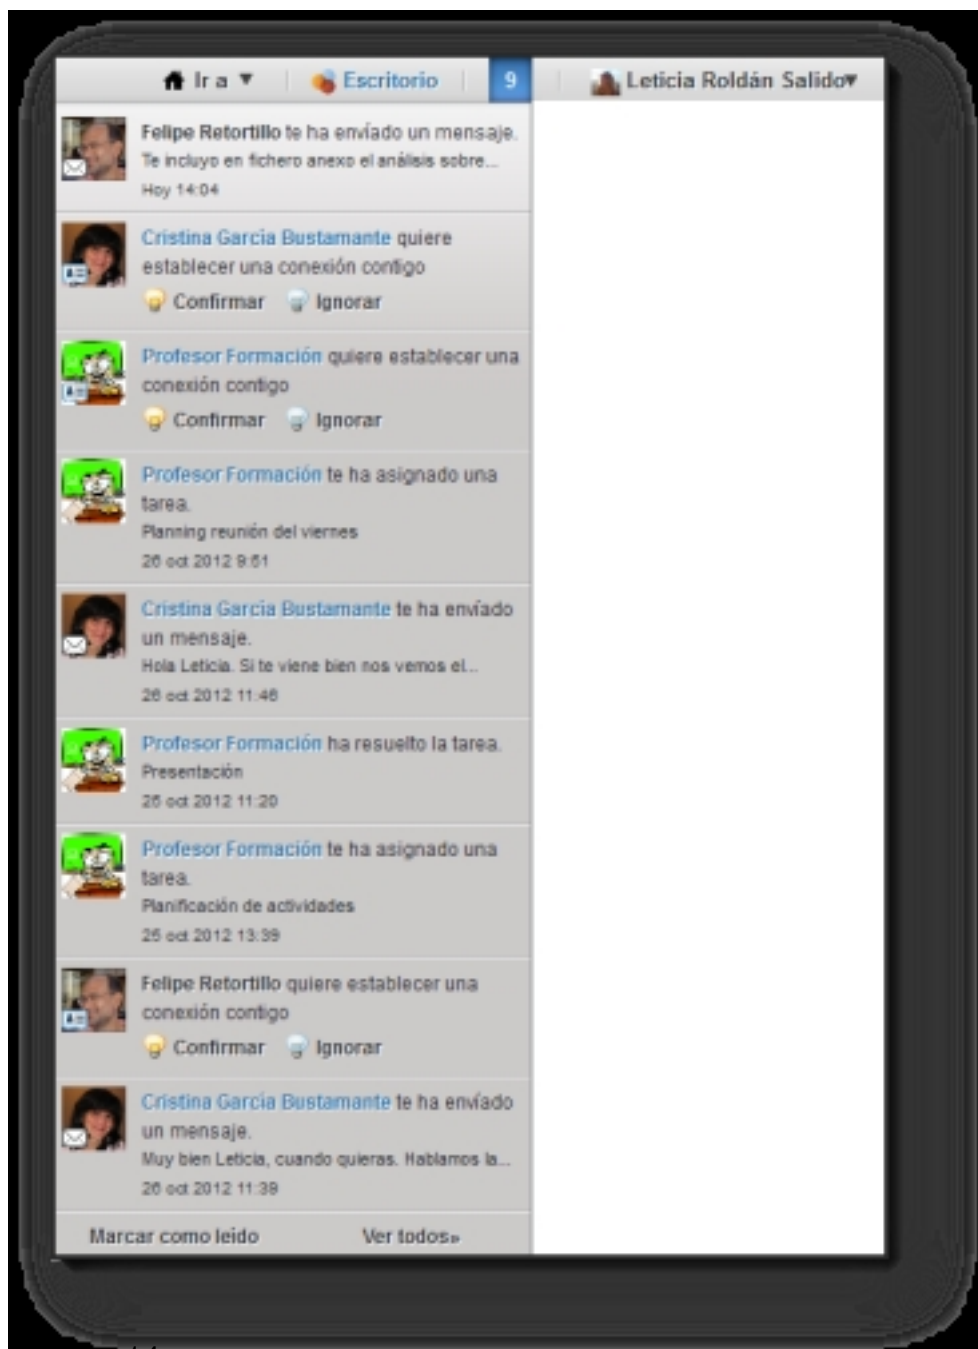 Ir a ▼ Escritorio 9 Leticia Roldán Salido▼
Felipe Retortillo te ha envíado un mensaje.
Te incluyo en fichero anexo el análisis sobre...
Hoy 14:04
Cristina García Bustamante quiere
establecer una conexión contigo
Confirmar Ignorar
Profesor Formación quiere establecer una
conexión contigo
Confirmar Ignorar
Profesor Formación te ha asignado una
tarea.
Planning reunión del viernes
26 oct 2012 9:51
Cristina García Bustamante te ha envíado
un mensaje.
Hola Leticia. Si te viene bien nos vemos el...
26 oct 2012 11:46
Profesor Formación ha resuelto la tarea.
Presentación
25 oct 2012 11:20
Profesor Formación te ha asignado una
tarea.
Planificación de actividades
25 oct 2012 13:39
Felipe Retortillo quiere establecer una
conexión contigo
Confirmar Ignorar
Cristina García Bustamante te ha envíado
un mensaje.
Muy bien Leticia, cuando quieras. Hablamos la...
26 oct 2012 11:39
Marcar como leído Ver todos»